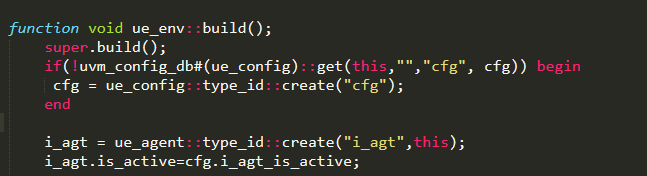 function void ue_env::build();
super.build();
if(!uvm_config_db#(ue_config)::get(this,"","cfg", cfg)) begin
cfg = ue_config::type_id::create("cfg");
end
i_agt = ue_agent::type_id::create("i_agt",this);
i_agt.is_active=cfg.i_agt_is_active;